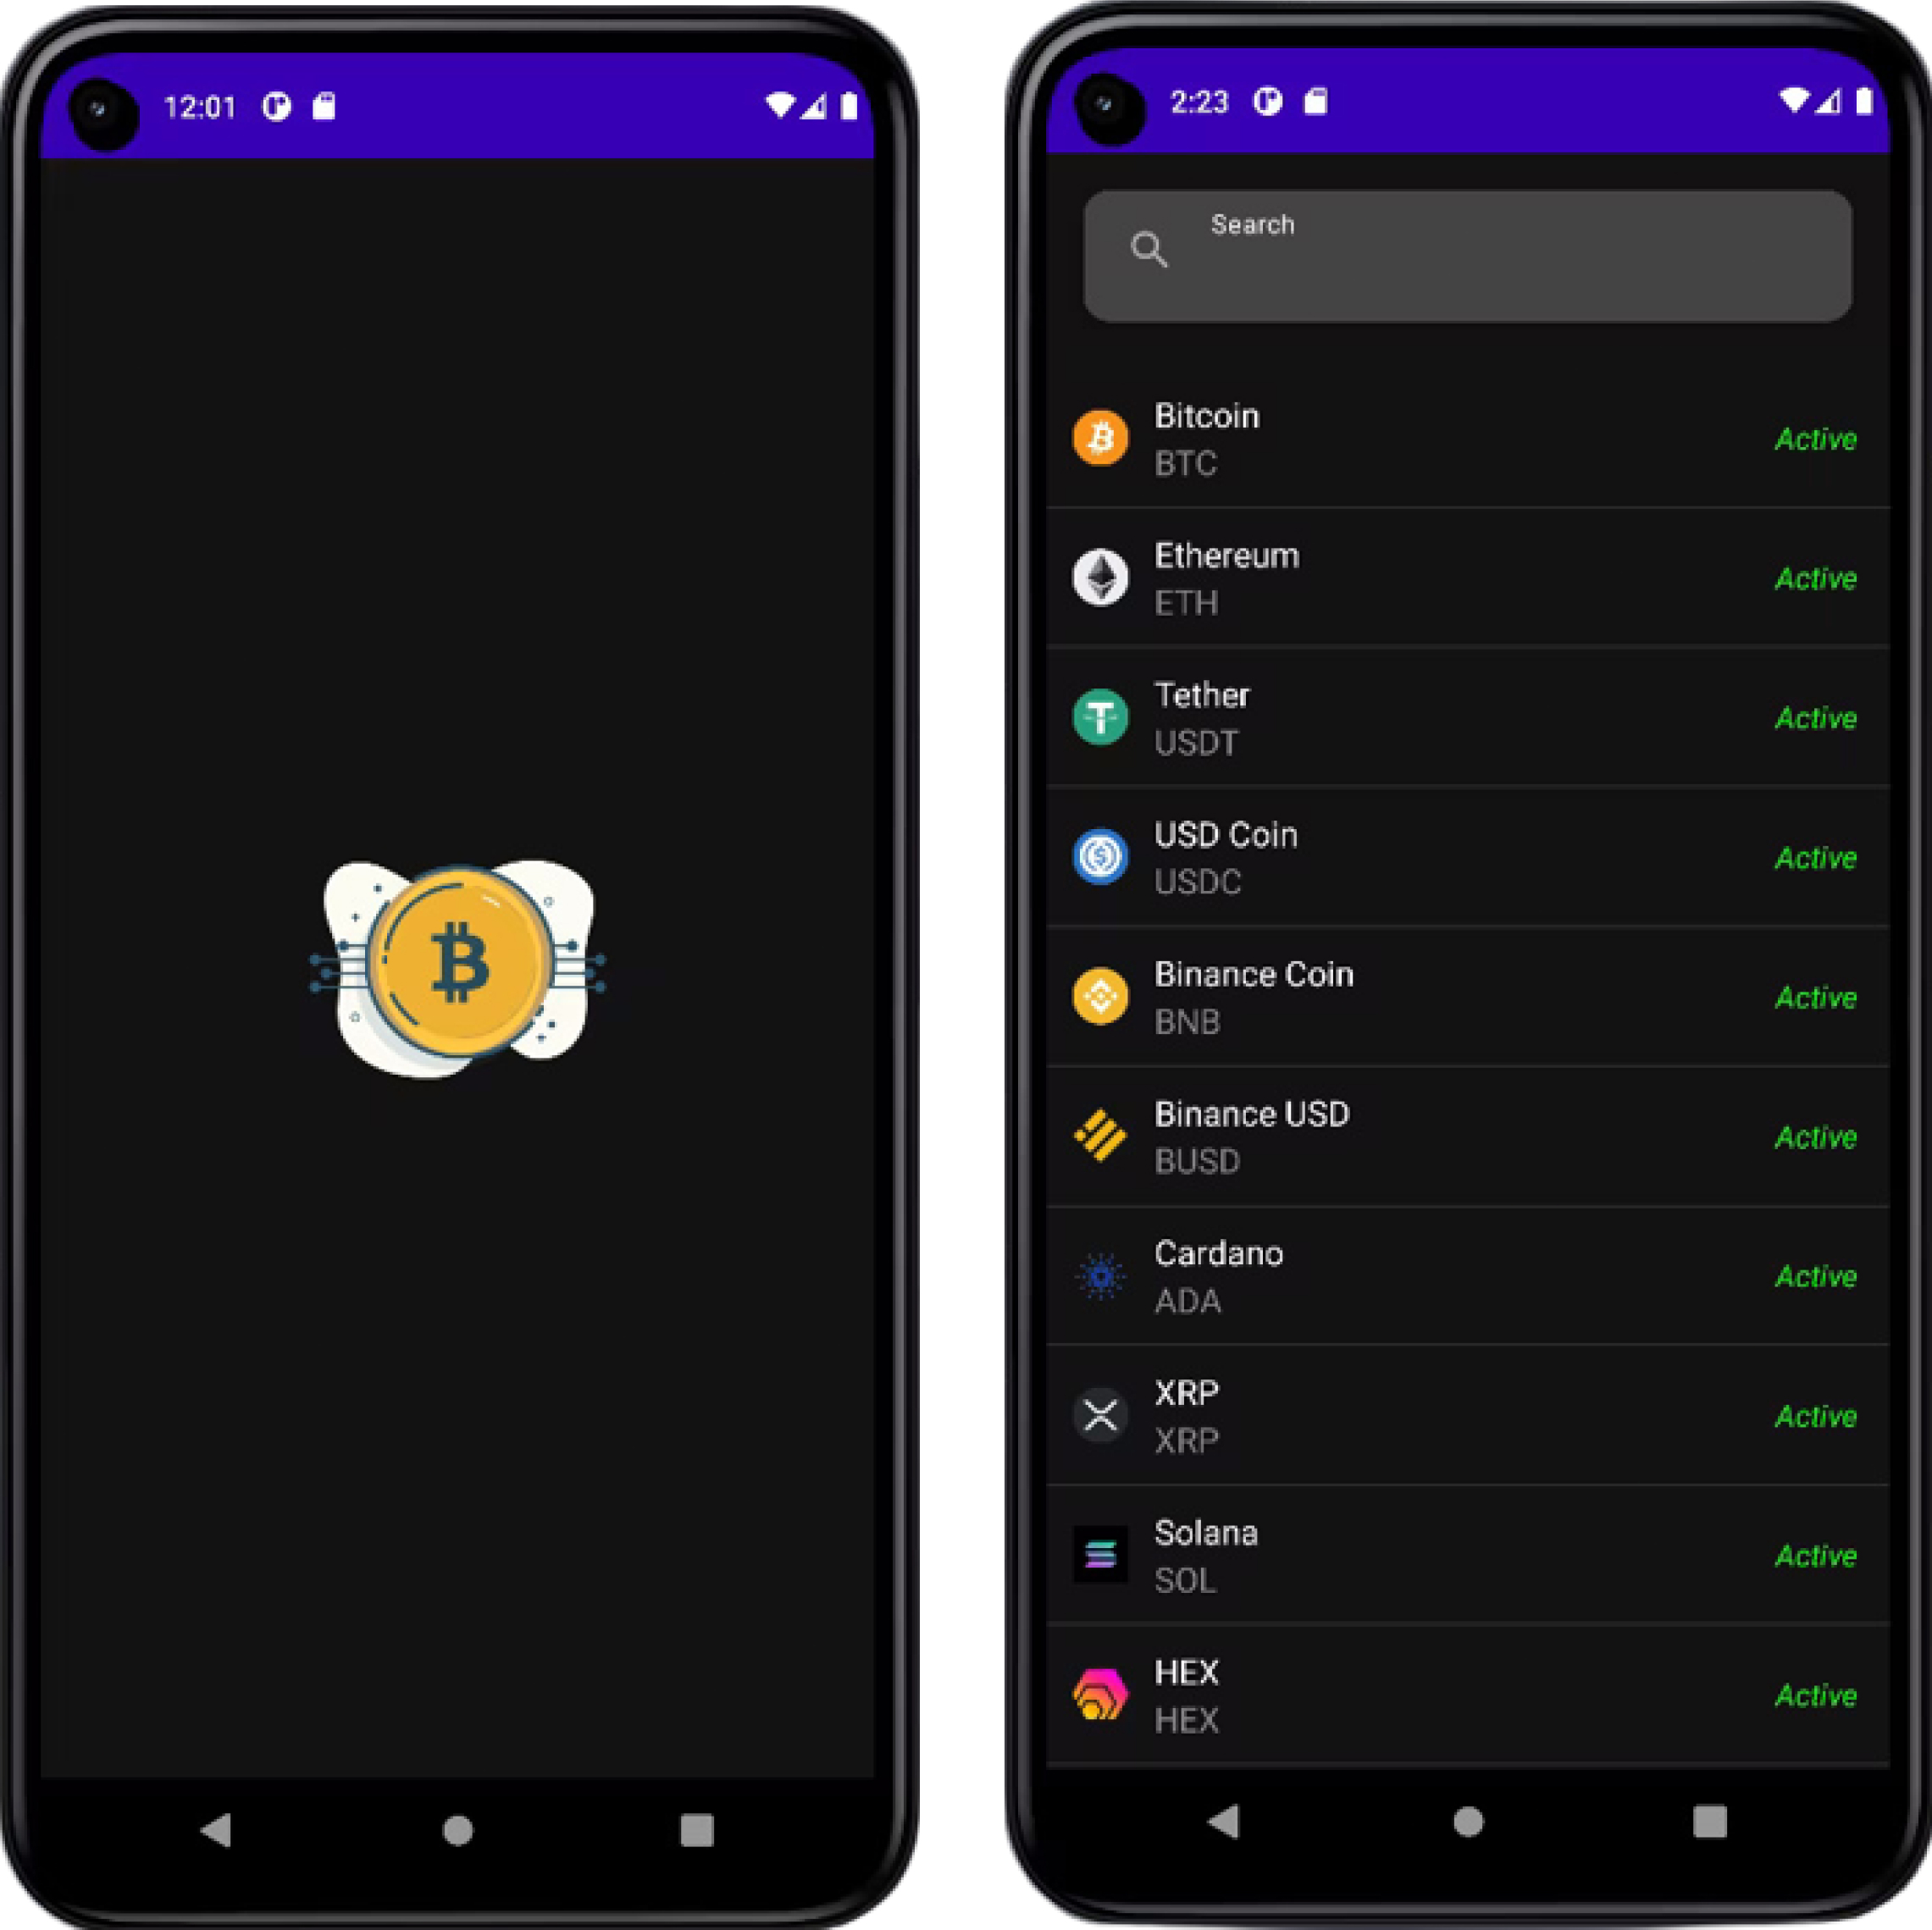 12:01
2:23
Search
Bitcoin
BTC
Active
Ethereum
ETH
Active
Tether
USDT
Active
USD Coin
USDC
Active
Binance Coin
BNB
Active
Binance USD
BUSD
Active
Cardano
ADA
Active
XRP
XRP
Active
Solana
SOL
Active
HEX
HEX
Active